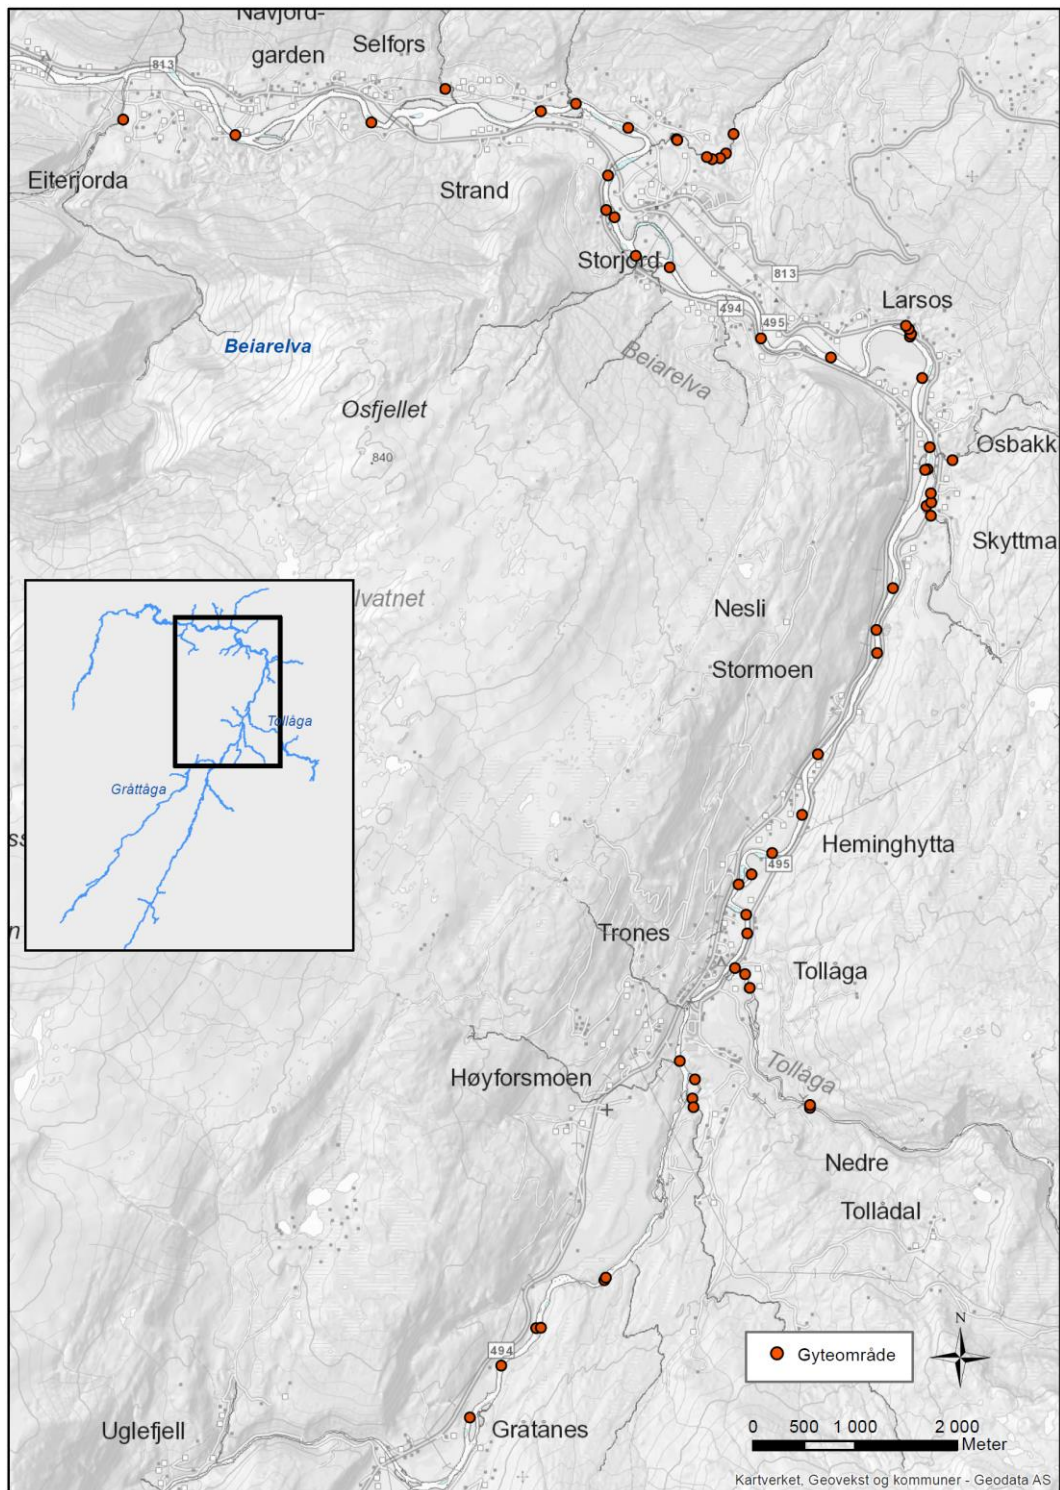 Navjord-
garden
Selfors
813
Eiterjorda
Strand
Storjord
813
494
495
Larsos
Beiarelva
Beiarelva
Osfjellet
840
Osbakk
Skyttma
lvatnet
Nesli
Stormoen
Tollåga
Gråttåga
Heminghytta
495
Trones
Tollåga
Høyforsmoen
Tollåga
Nedre
Tollådal
494
Uglefjell
Gråtånes
Gyteområde
N
0 500 1 000 2 000
Meter
Kartverket, Geovekst og kommuner - Geodata AS